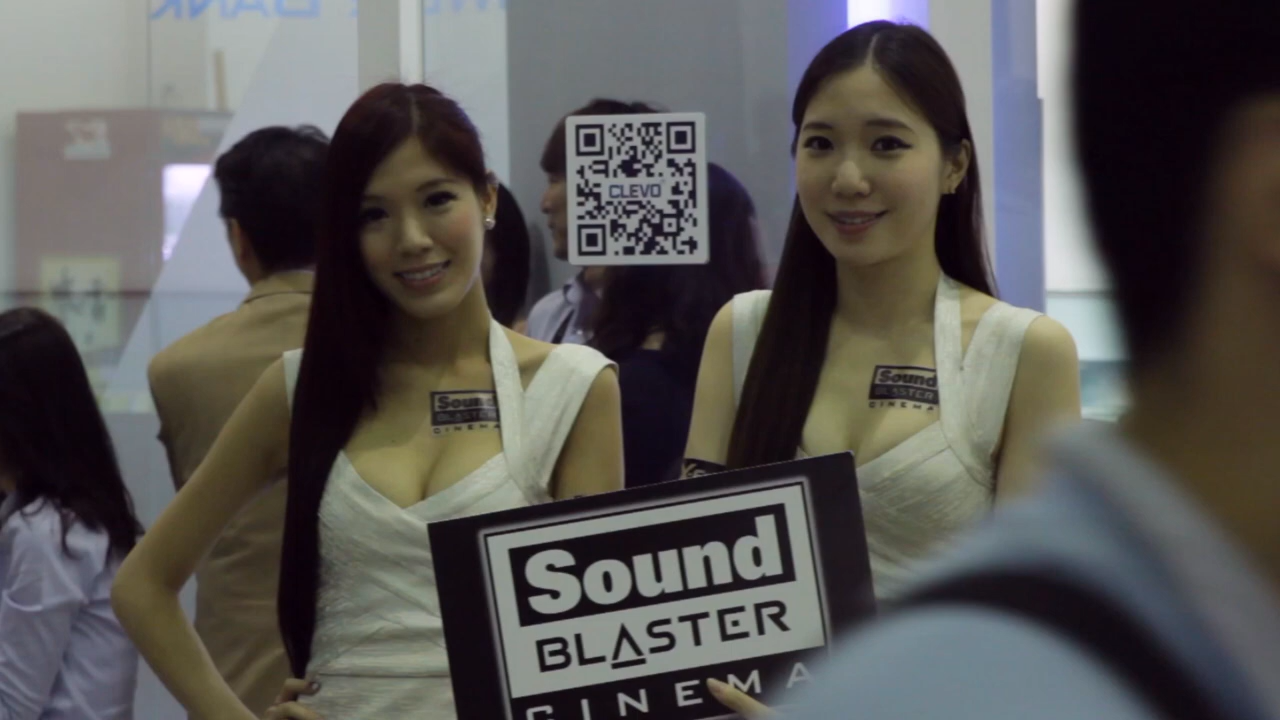 CLEVO
Sound
BLASTER
CINEMA
Sound
BLASTER
CINEMA
Sound
BLASTER
CINEMA